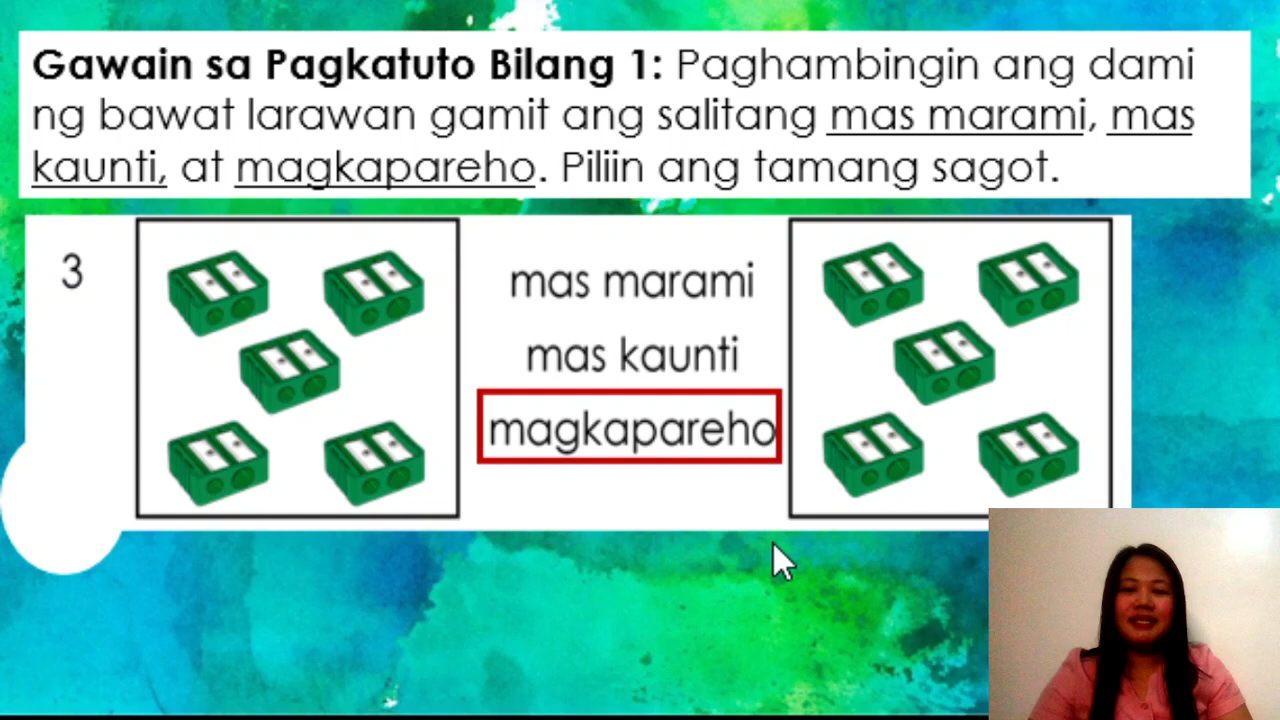 Gawain sa Pagkatuto Bilang 1: Paghambingin ang dami
ng bawat larawan gamit ang salitang mas marami, mas
kaunti, at magkapareho. Piliin ang tamang sagot.
3
mas marami
mas kaunti
magkapareho